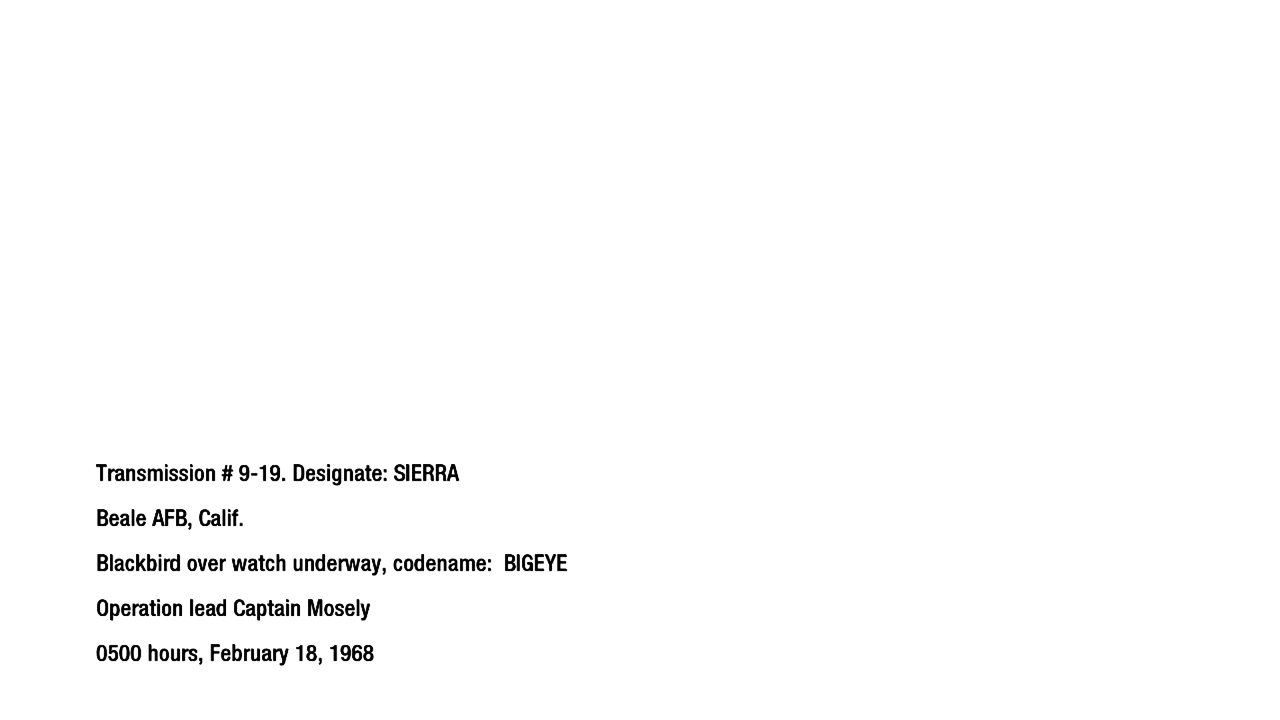 Transmission # 9-19. Designate: SIERRA
Beale AFB, Calif.
Blackbird over watch underway, codename:  BIGEYE
Operation lead Captain Mosely
0500 hours, February 18, 1968